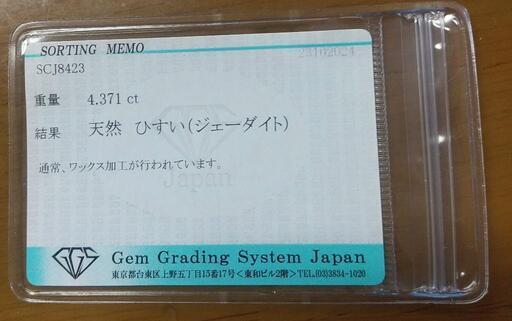 SORTING MEMO
SCJ8423 23102024
重量 4.371 ct
結果 天然 ひすい(ジェーダイト)
通常、ワックス加工が行われています。
Japan
GGS Gem Grading System Japan
東京都台東区上野五丁目15番17号<東和ビル2階>TEL.(03)3834-1020